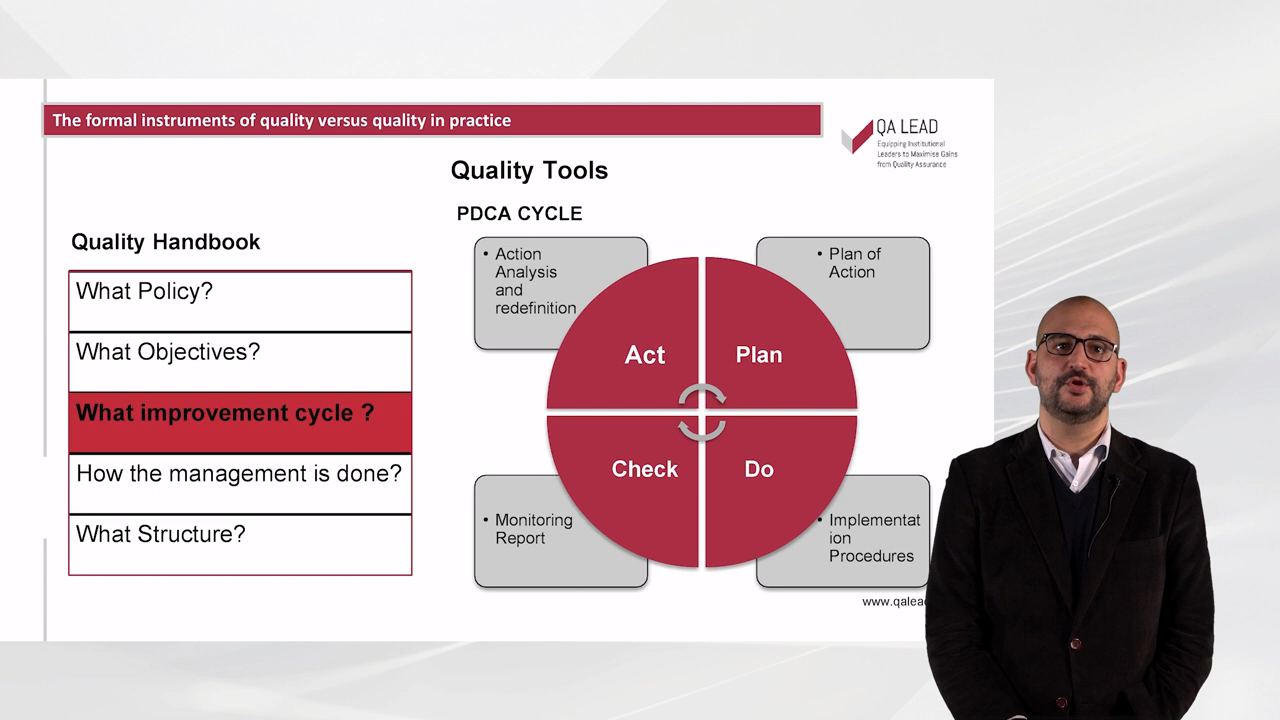 The formal instruments of quality versus quality in practice
QA LEAD
Equipping Institutional
Leaders to Maximise Gains
from Quality Assurance
Quality Tools
PDCA CYCLE
Quality Handbook
What Policy?
What Objectives?
What improvement cycle ?
How the management is done?
What Structure?
• Action
Analysis
and
redefinition
• Plan of
Action
Act
Plan
Check
Do
• Monitoring
Report
• Implementat
ion
Procedures